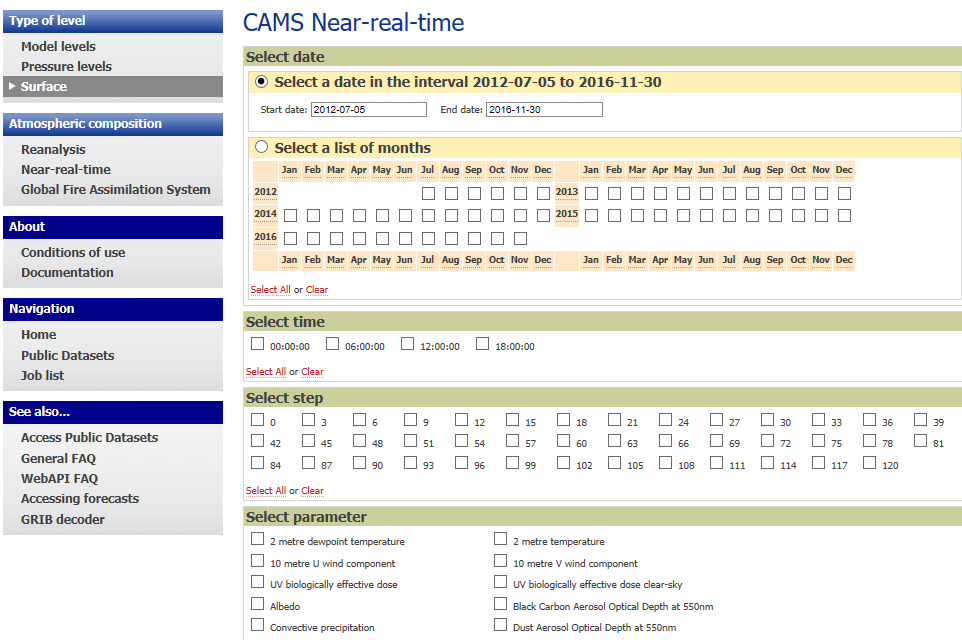 Type of level
Model levels
Pressure levels
Surface
Atmospheric composition
Reanalysis
Near-real-time
Global Fire Assimilation System
About
Conditions of use
Documentation
Navigation
Home
Public Datasets
Job list
See also...
Access Public Datasets
General FAQ
WebAPI FAQ
Accessing forecasts
GRIB decoder
CAMS Near-real-time
Select date
Select a date in the interval 2012-07-05 to 2016-11-30
Start date: 2012-07-05 End date: 2016-11-30
Select a list of months
Jan Feb Mar Apr May Jun Jul Aug Sep Oct Nov Dec Jan Feb Mar Apr May Jun Jul Aug Sep Oct Nov Dec
2012 2013
2014 2015
2016
Jan Feb Mar Apr May Jun Jul Aug Sep Oct Nov Dec Jan Feb Mar Apr May Jun Jul Aug Sep Oct Nov Dec
Select All or Clear
Select time
00:00:00 06:00:00 12:00:00 18:00:00
Select All or Clear
Select step
0 3 6 9 12 15 18 21 24 27 30 33 36 39
42 45 48 51 54 57 60 63 66 69 72 75 78 81
84 87 90 93 96 99 102 105 108 111 114 117 120
Select All or Clear
Select parameter
2 metre dewpoint temperature 2 metre temperature
10 metre U wind component 10 metre V wind component
UV biologically effective dose UV biologically effective dose clear-sky
Albedo Black Carbon Aerosol Optical Depth at 550nm
Convective precipitation Dust Aerosol Optical Depth at 550nm